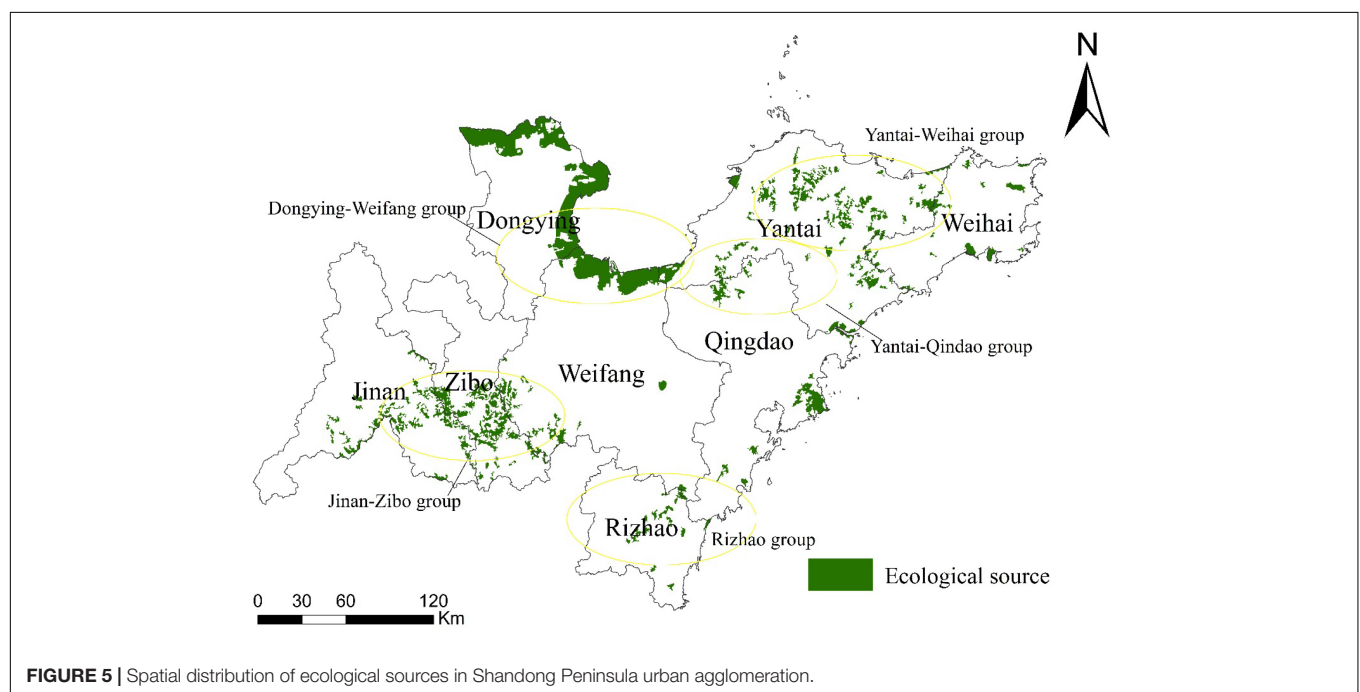 N
Yantai-Weihai group
Dongying-Weifang group
Dongying
Yantai
Weihai
Qingdao
Yantai-Qindao group
Weifang
Jinan
Zibo
Jinan-Zibo group
Rizhao
Rizhao group
Ecological source
0 30 60 120
Km
FIGURE 5 | Spatial distribution of ecological sources in Shandong Peninsula urban agglomeration.